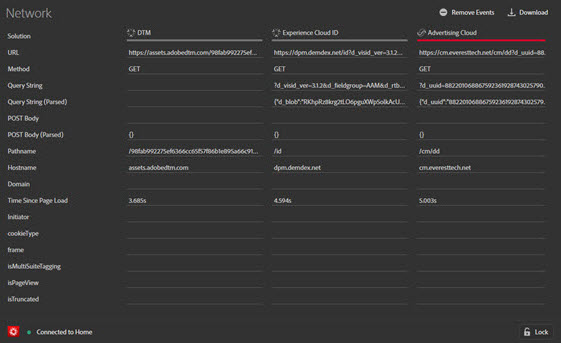 Network
Remove Events Download
Solution DTM Experience Cloud ID Advertising Cloud
URL https://assets.adobedtm.com/98fab992275ef... https://dpm.demdex.net/id?d_visid_ver=3.1.2... https://cm.everesttech.net/cm/dd?d_uuid=88...
Method GET GET GET
Query String ?d_visid_ver=3.1.2&d_fieldgroup=AAM&d_rtb... ?d_uuid=88220106886759236192874302579 0...
Query String (Parsed) {"d_blob":"RKhpRz8krg2tLO6pguXWp5olkAcU... {"d_uuid":"88220106886759236192874302579...
POST Body
POST Body (Parsed) {} {} {}
Pathname /98fab992275ef6366cc65f57f86b1e895a66c91... /id /cm/dd
Hostname assets.adobedtm.com dpm.demdex.net cm.everesttech.net
Domain
Time Since Page Load 3.685s 4.594s 5.003s
Initiator
cookieType
frame
isMultiSuiteTagging
isPageView
isTruncated
Connected to Home Lock